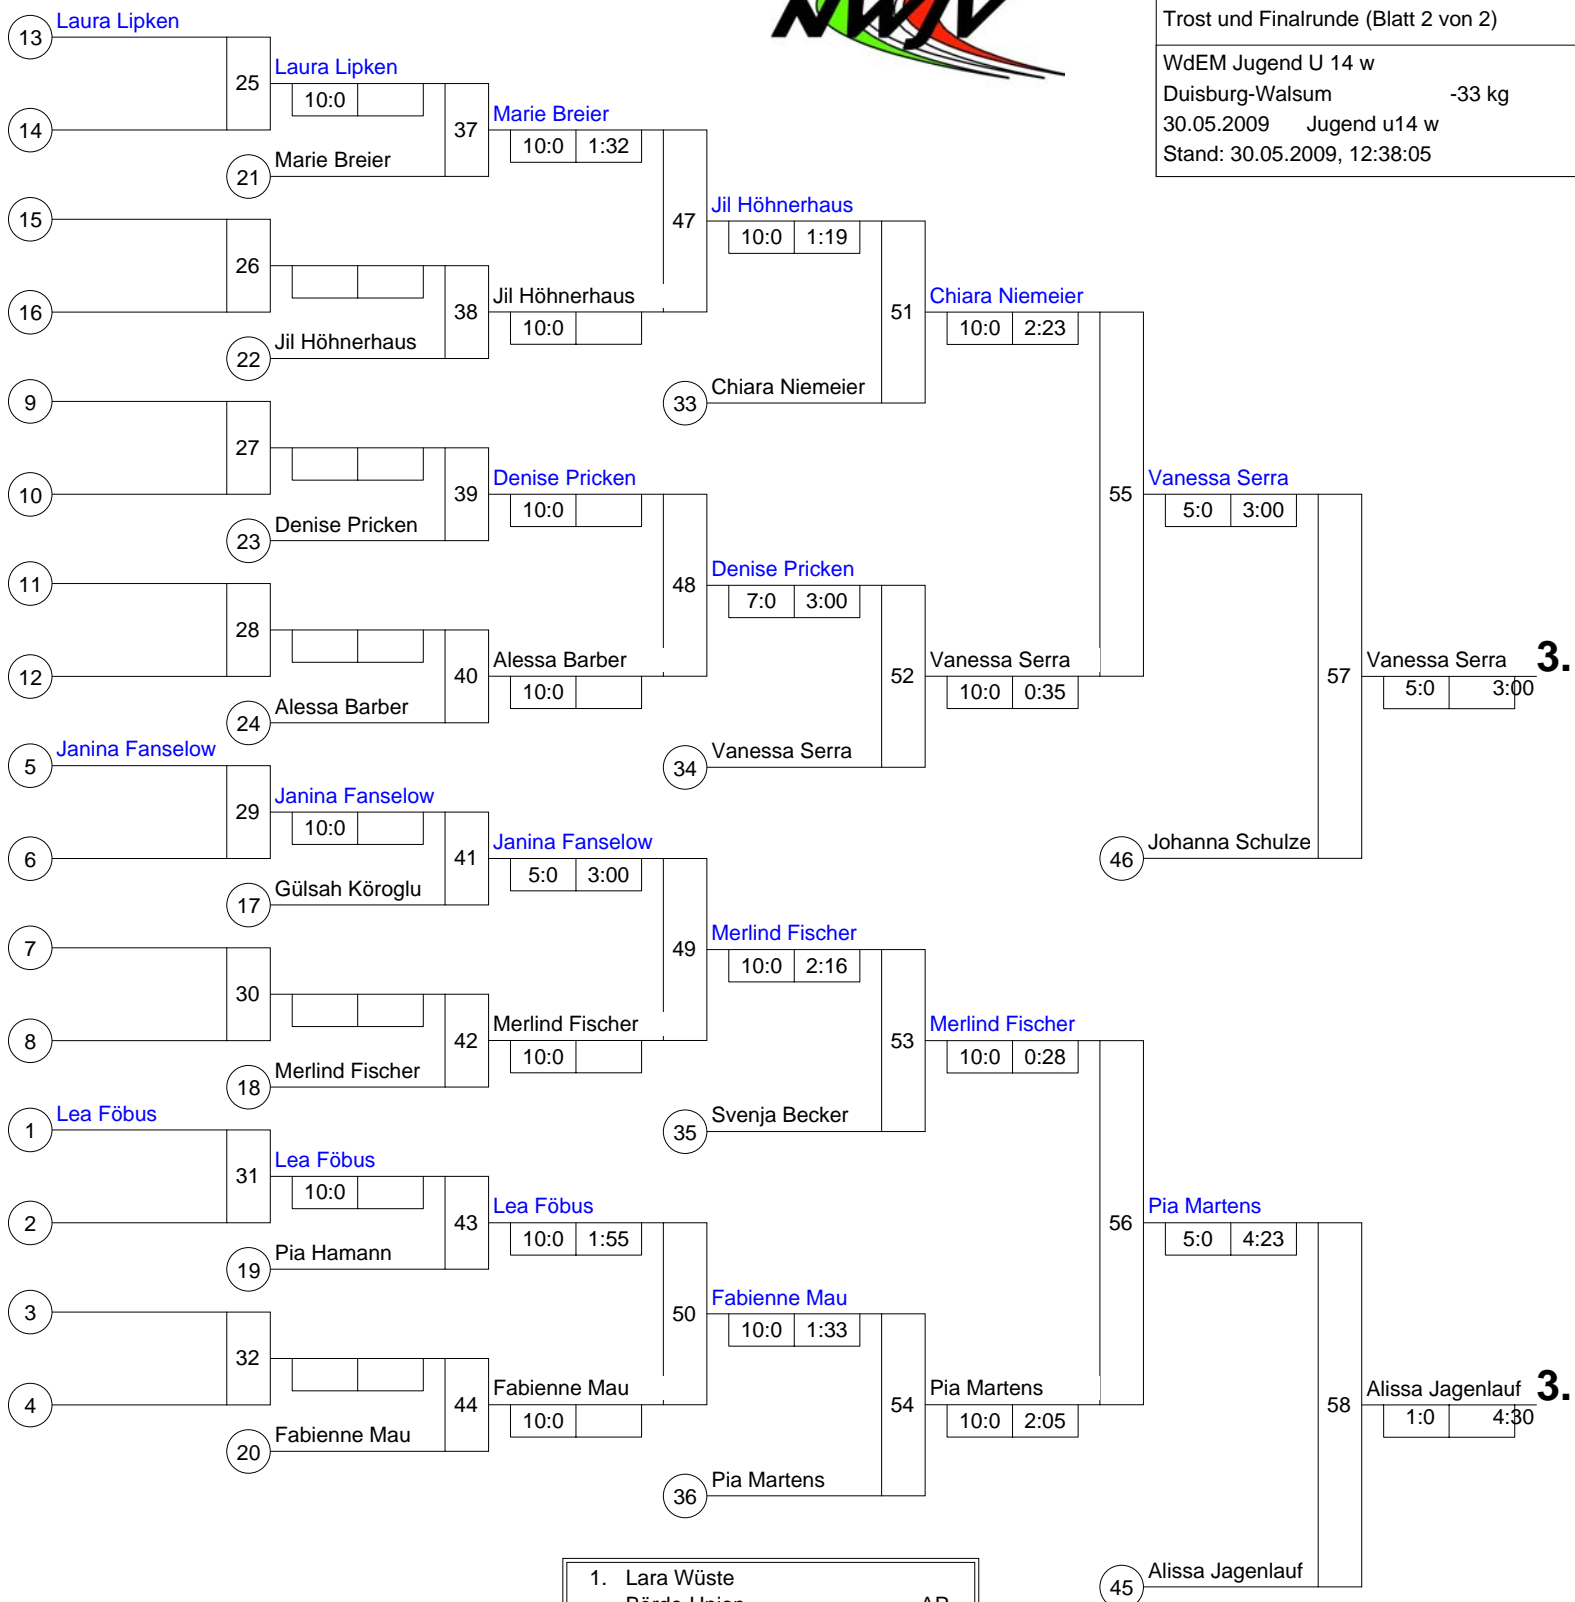 NWJV
Trost und Finalrunde (Blatt 2 von 2)
WdEM Jugend U 14 w
Duisburg-Walsum -33 kg
30.05.2009 Jugend u14 w
Stand: 30.05.2009, 12:38:05
13 Laura Lipken
25 Laura Lipken
10:0
14
37 Marie Breier
10:0 1:32
21 Marie Breier
15
47 Jil Höhnerhaus
10:0 1:19
26
16
38 Jil Höhnerhaus
10:0
22 Jil Höhnerhaus
51 Chiara Niemeier
10:0 2:23
33 Chiara Niemeier
9
27
10
39 Denise Pricken
10:0
23 Denise Pricken
55 Vanessa Serra
5:0 3:00
11
48 Denise Pricken
7:0 3:00
28
12
40 Alessa Barber
10:0
24 Alessa Barber
52 Vanessa Serra
10:0 0:35
57 Vanessa Serra 3.
5:0 3:00
34 Vanessa Serra
5 Janina Fanselow
29 Janina Fanselow
10:0
6
41 Janina Fanselow
5:0 3:00
17 Gülsah Köroglu
46 Johanna Schulze
7
49 Merlind Fischer
10:0 2:16
30
8
42 Merlind Fischer
10:0
18 Merlind Fischer
53 Merlind Fischer
10:0 0:28
35 Svenja Becker
1 Lea Föbus
31 Lea Föbus
10:0
2
43 Lea Föbus
10:0 1:55
19 Pia Hamann
56 Pia Martens
5:0 4:23
3
50 Fabienne Mau
10:0 1:33
32
4
44 Fabienne Mau
10:0
20 Fabienne Mau
54 Pia Martens
10:0 2:05
58 Alissa Jagenlauf 3.
1:0 4:30
36 Pia Martens
45 Alissa Jagenlauf
1. Lara Wüste
Börde Union AR